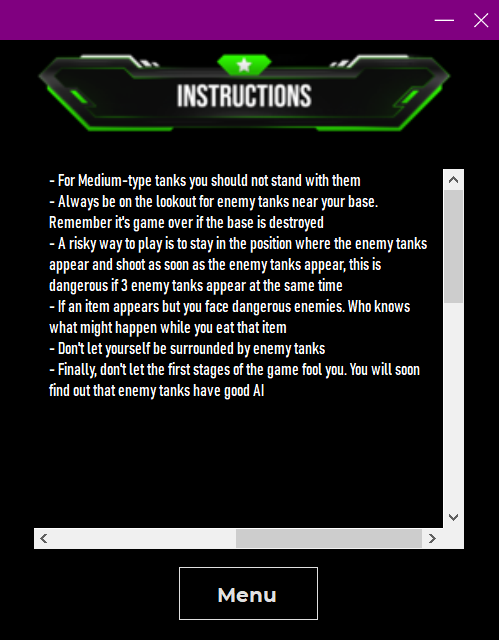 INSTRUCTIONS
- For Medium-type tanks you should not stand with them
- Always be on the lookout for enemy tanks near your base.
Remember it's game over if the base is destroyed
- A risky way to play is to stay in the position where the enemy tanks
appear and shoot as soon as the enemy tanks appear, this is
dangerous if 3 enemy tanks appear at the same time
- If an item appears but you face dangerous enemies. Who knows
what might happen while you eat that item
- Don't let yourself be surrounded by enemy tanks
- Finally, don't let the first stages of the game fool you. You will soon
find out that enemy tanks have good AI
Menu